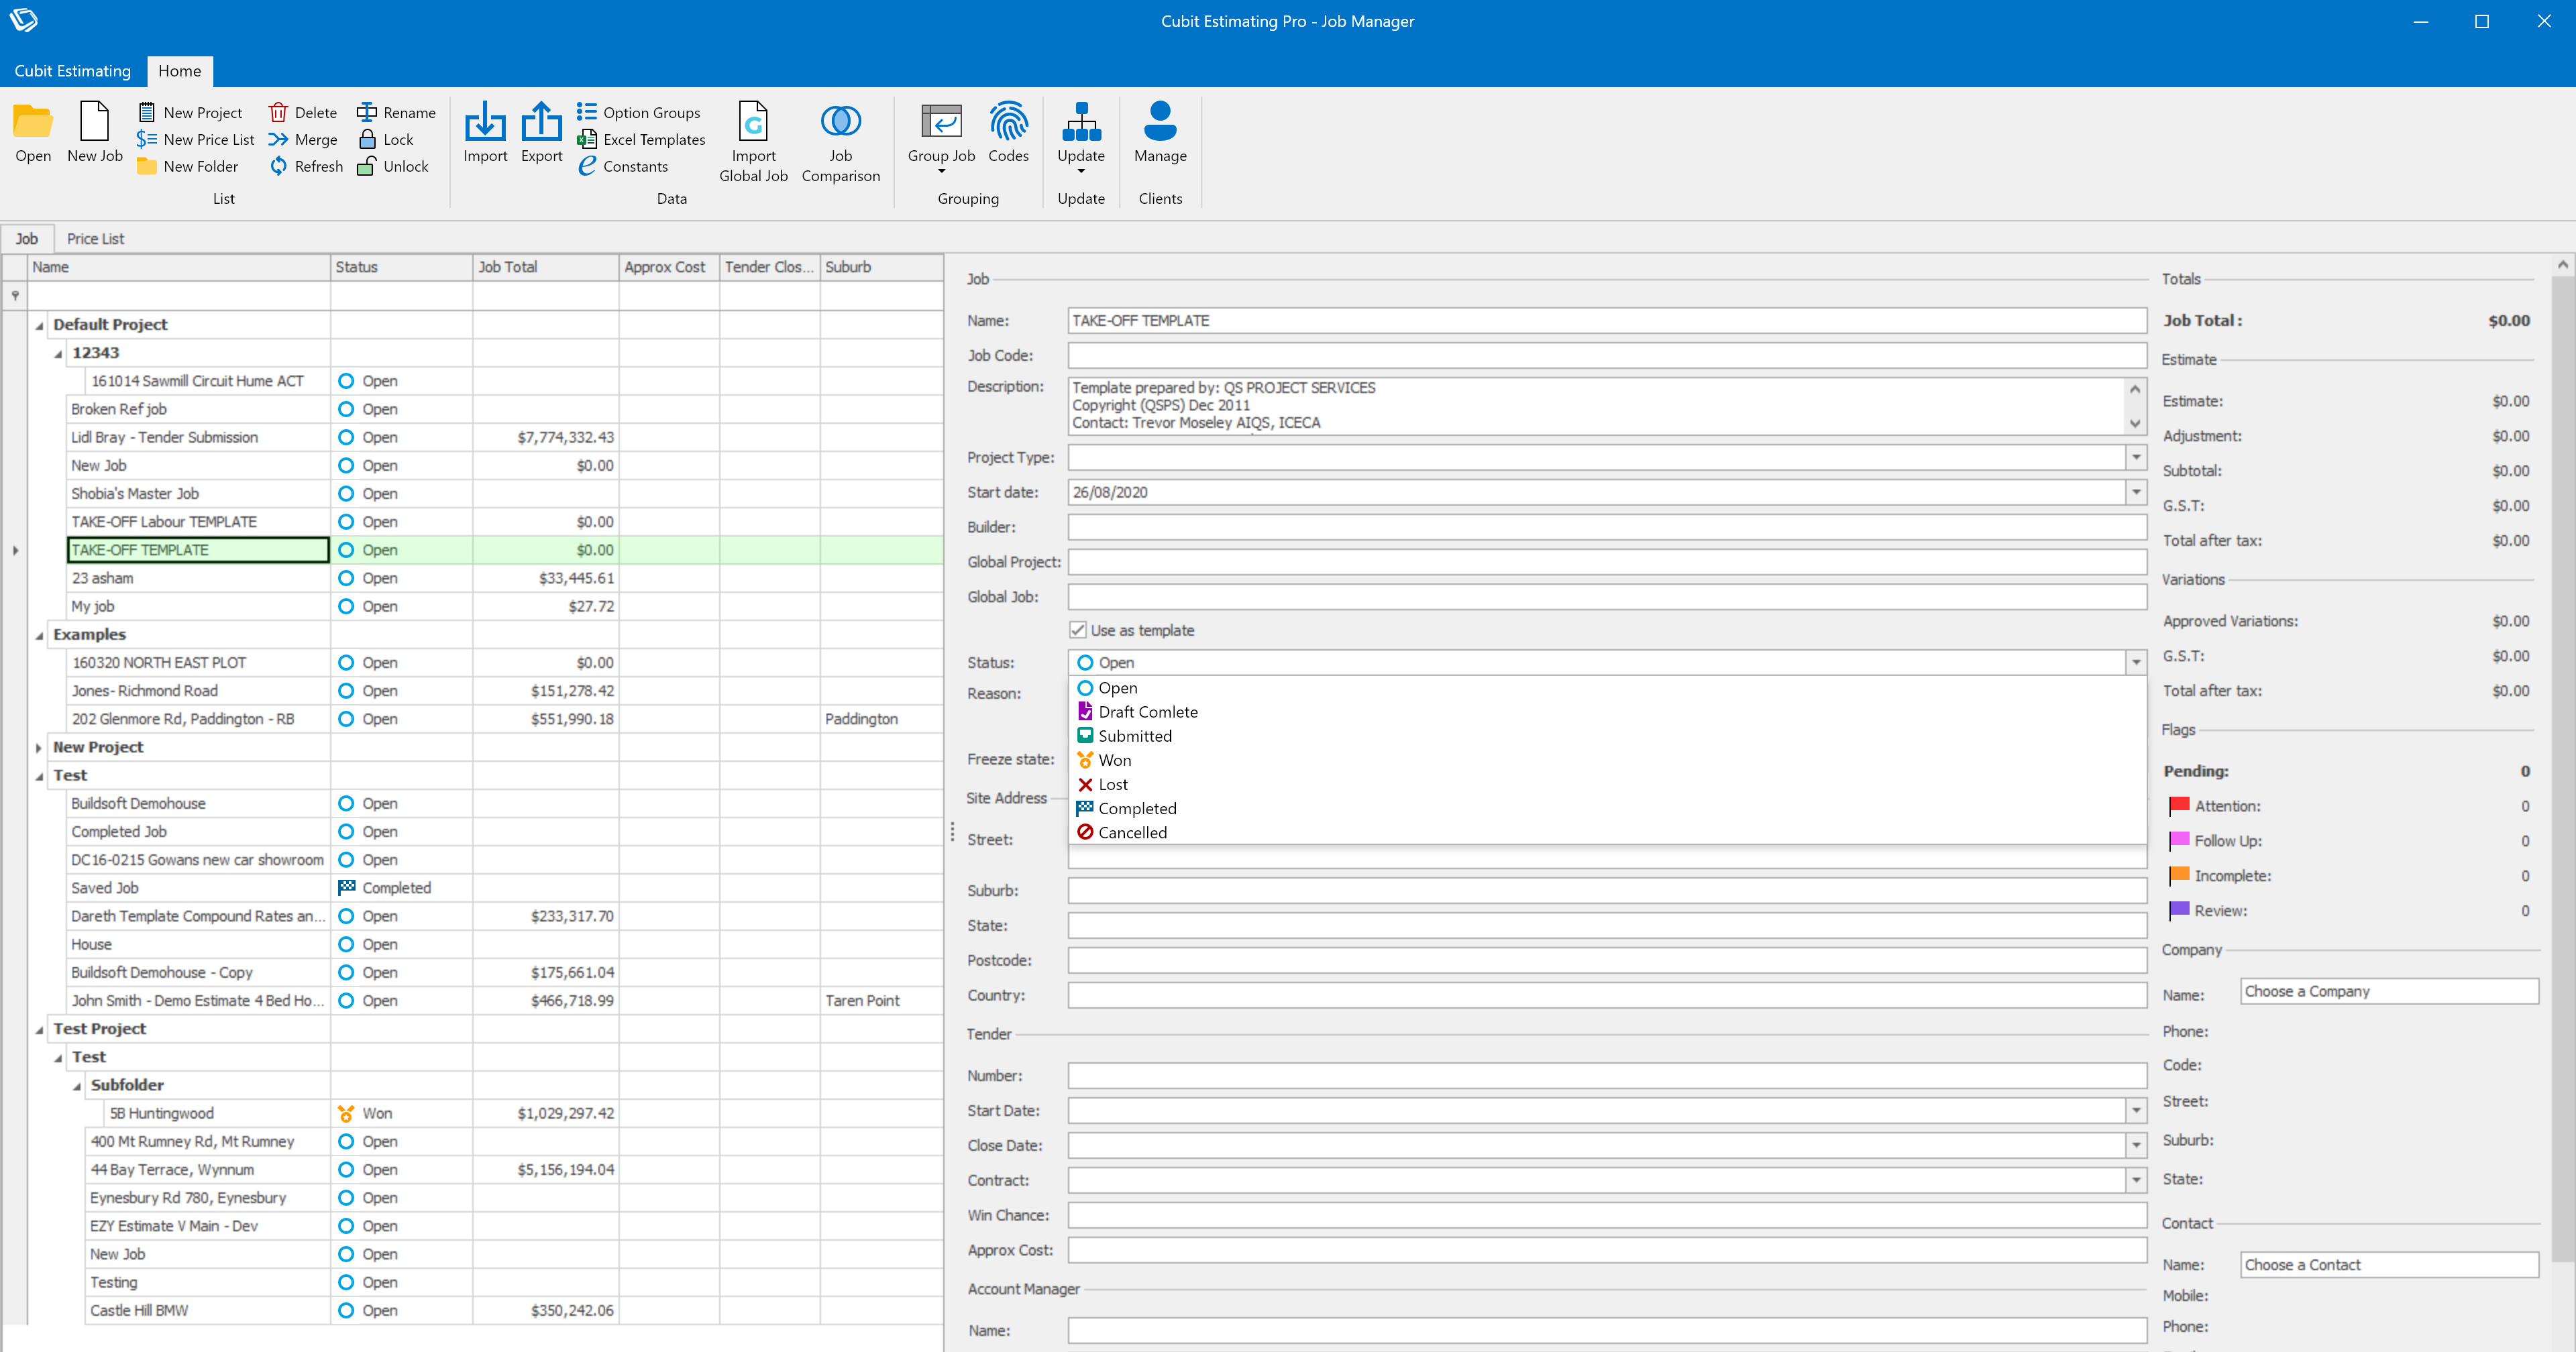 Cubit Estimating Pro - Job Manager
Cubit Estimating Home
Open
New Job
New Project
New Price List
New Folder
Delete
Merge
Refresh
Rename
Lock
Unlock
List
Import
Export
Option Groups
Excel Templates
Constants
Import Global Job
Job Comparison
Data
Group Job
Codes
Grouping
Update
Update
Manage
Clients
Job Price List
Name Status Job Total Approx Cost Tender Clos... Suburb
Default Project
12343
161014 Sawmill Circuit Hume ACT Open
Broken Ref job Open
Lidl Bray - Tender Submission Open $7,774,332.43
New Job Open $0.00
Shobia's Master Job Open
TAKE-OFF Labour TEMPLATE Open $0.00
TAKE-OFF TEMPLATE Open $0.00
23 asham Open $33,445.61
My job Open $27.72
Examples
160320 NORTH EAST PLOT Open $0.00
Jones- Richmond Road Open $151,278.42
202 Glenmore Rd, Paddington - RB Open $551,990.18 Paddington
New Project
Test
Buildsoft Demohouse Open
Completed Job Open
DC16-0215 Gowans new car showroom Open
Saved Job Completed
Dareth Template Compound Rates an... Open $233,317.70
House Open
Buildsoft Demohouse - Copy Open $175,661.04
John Smith - Demo Estimate 4 Bed Ho... Open $466,718.99 Taren Point
Test Project
Test
Subfolder
5B Huntingwood Won $1,029,297.42
400 Mt Rumney Rd, Mt Rumney Open
44 Bay Terrace, Wynnum Open $5,156,194.04
Eynesbury Rd 780, Eynesbury Open
EZY Estimate V Main - Dev Open
New Job Open
Testing Open
Castle Hill BMW Open $350,242.06
Job
Name: TAKE-OFF TEMPLATE
Job Code:
Description: Template prepared by: QS PROJECT SERVICES
Copyright (QSPS) Dec 2011
Contact: Trevor Moseley AIQS, ICECA
Project Type:
Start date: 26/08/2020
Builder:
Global Project:
Global Job:
Use as template
Status: Open
Reason:
Open
Draft Comlete
Submitted
Won
Lost
Completed
Cancelled
Freeze state:
Site Address
Street:
Suburb:
State:
Postcode:
Country:
Tender
Number:
Start Date:
Close Date:
Contract:
Win Chance:
Approx Cost:
Account Manager
Name:
Totals
Job Total : $0.00
Estimate
Estimate: $0.00
Adjustment: $0.00
Subtotal: $0.00
G.S.T: $0.00
Total after tax: $0.00
Variations
Approved Variations: $0.00
G.S.T: $0.00
Total after tax: $0.00
Flags
Pending: 0
Attention: 0
Follow Up: 0
Incomplete: 0
Review: 0
Company
Name: Choose a Company
Phone:
Code:
Street:
Suburb:
State:
Contact
Name: Choose a Contact
Mobile:
Phone: